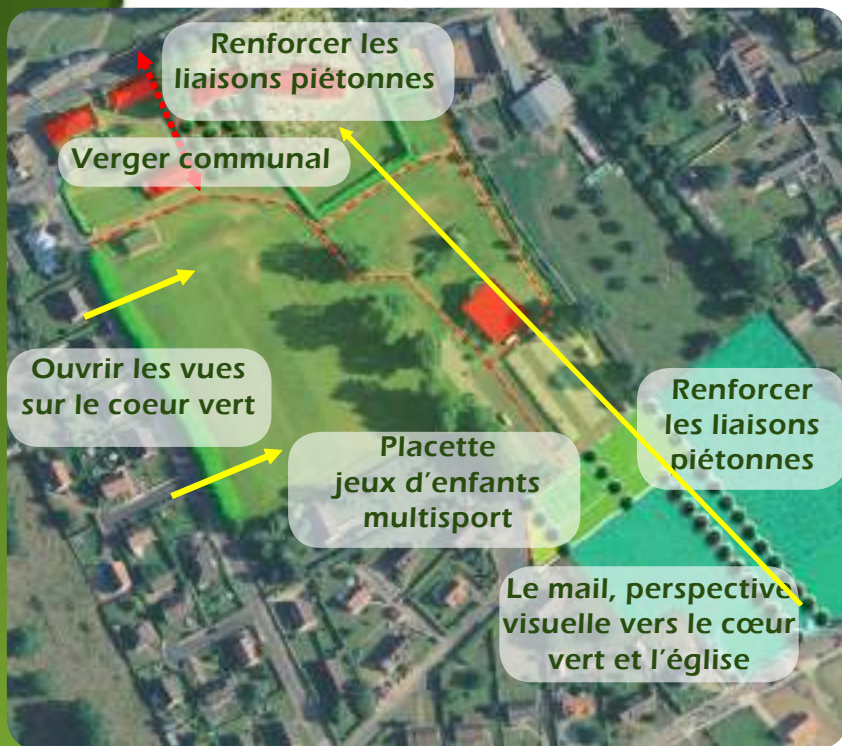 Renforcer les
liaisons piétonnes
Verger communal
Ouvrir les vues
sur le coeur vert
Placette
jeux d'enfants
multisport
Renforcer
les liaisons
piétonnes
Le mail, perspective
visuelle vers le cœur
vert et l'église